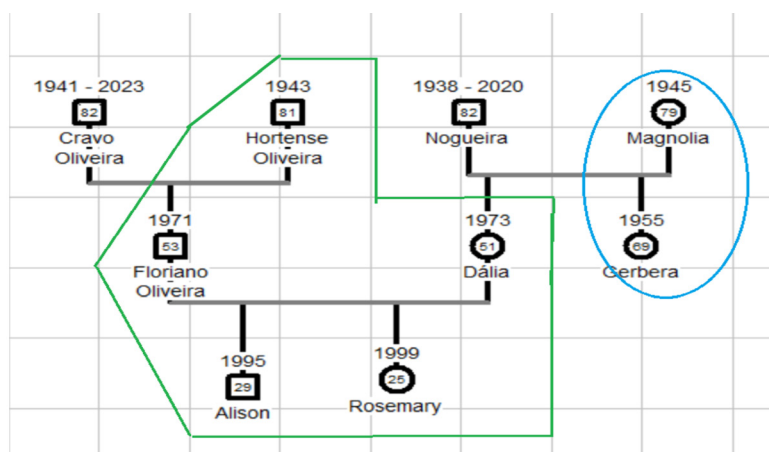 1941 - 2023
82
Cravo
Oliveira
1943
81
Hortense
Oliveira
1938 - 2020
82
Nogueira
1945
79
Magnolia
1971
53
Floriano
Oliveira
1973
51
Dália
1955
69
Gerbera
1995
29
Alison
1999
25
Rosemary